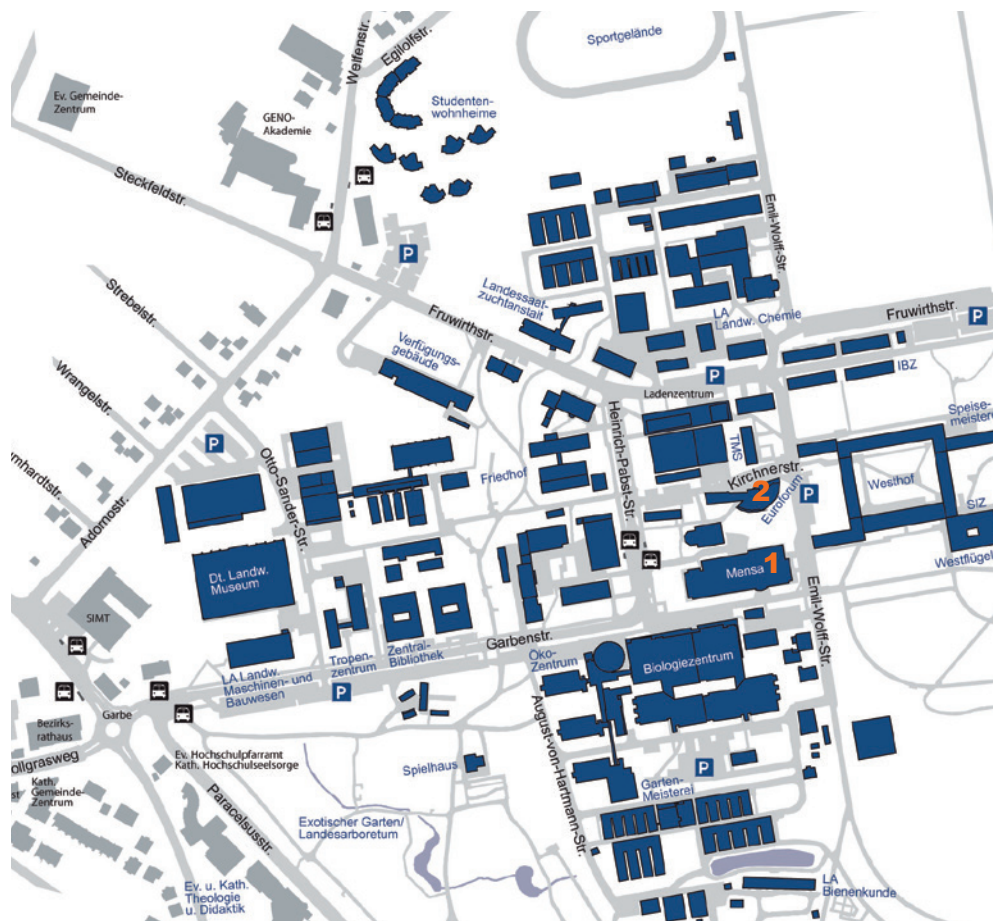 Sportgelände
Welfenstr.
Egilolfstr.
Ev. Gemeinde-
Zentrum
GENO-
Akademie
Studenten-
wohnheime
Steckfeldstr.
P
Emil-Wolff-Str.
Strebelstr.
Landessaat-
zuchtanstalt
Fruwirthstr.
LA
Landw. Chemie
Fruwirthstr.
P
Verfügungs-
gebäude
Wrangelstr.
P
IBZ
Ladenzentrum
Heinrich-Pabst-Str.
Speise-
P
Otto-Sander-Str.
Friedhof
TMS
Kirchnerstr.
2
Euroforum
P
Westhof
SIZ
Adornostr.
Westflügel
Dt. Landw.
Museum
Mensa
1
SIMT
Garbenstr.
Emil-Wolff-Str.
Tropen-
zentrum
Zentral-
Bibliothek
Öko-
Zentrum
Biologiezentrum
LA Landw.
Maschinen- und
Bauwesen
P
Garbe
Bezirks-
rathaus
Ev. Hochschulpfarramt
Kath. Hochschulseelsorge
Spielhaus
August-von-Hartmann-Str.
P
Garten-
Meisterei
Kath.
Gemeinde-
Zentrum
Paracelsusstr.
Exotischer Garten/
Landesarboretum
Ev. u. Kath.
Theologie
u. Didaktik
LA
Bienenkunde